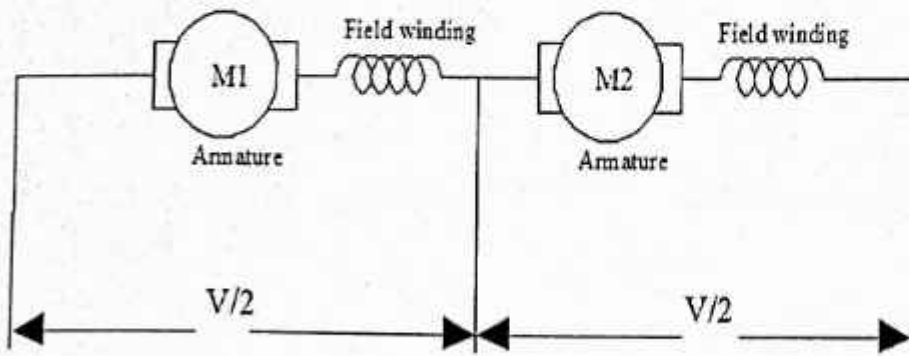 Field winding
Field winding
M1
M2
Armature
Armature
V/2
V/2